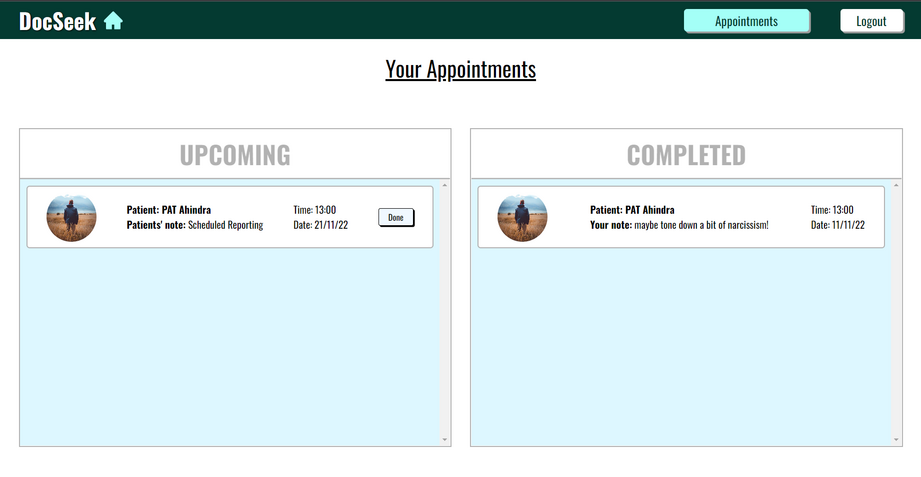 DocSeek
Appointments
Logout
Your Appointments
UPCOMING
Patient: PAT Ahindra
Patients' note: Scheduled Reporting
Time: 13:00
Date: 21/11/22
Done
COMPLETED
Patient: PAT Ahindra
Your note: maybe tone down a bit of narcissism!
Time: 13:00
Date: 11/11/22